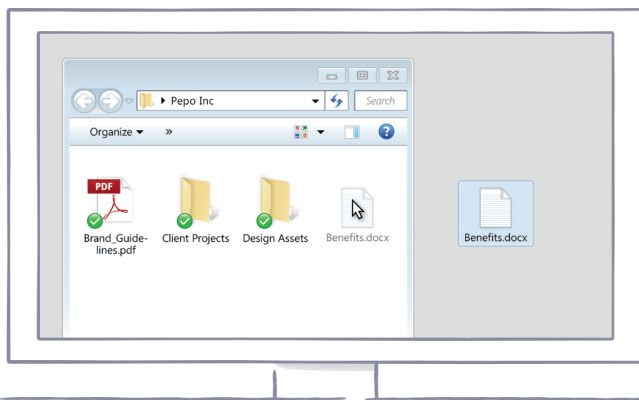 Pepo Inc
Search
Organize
»
PDF
Brand_Guide-
lines.pdf
Client Projects
Design Assets
Benefits.docx
Benefits.docx